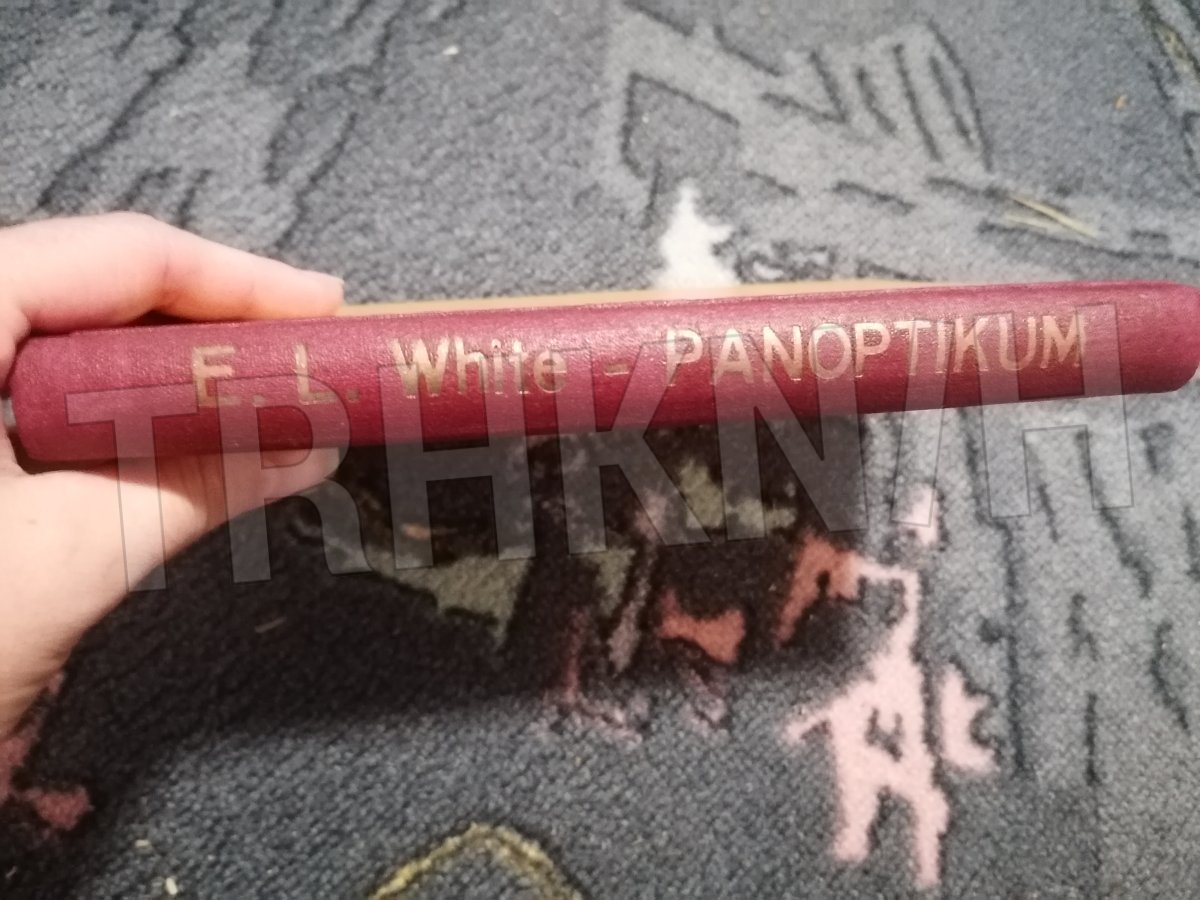 E. L. White - PANOPTIKUM
TRHKNIH